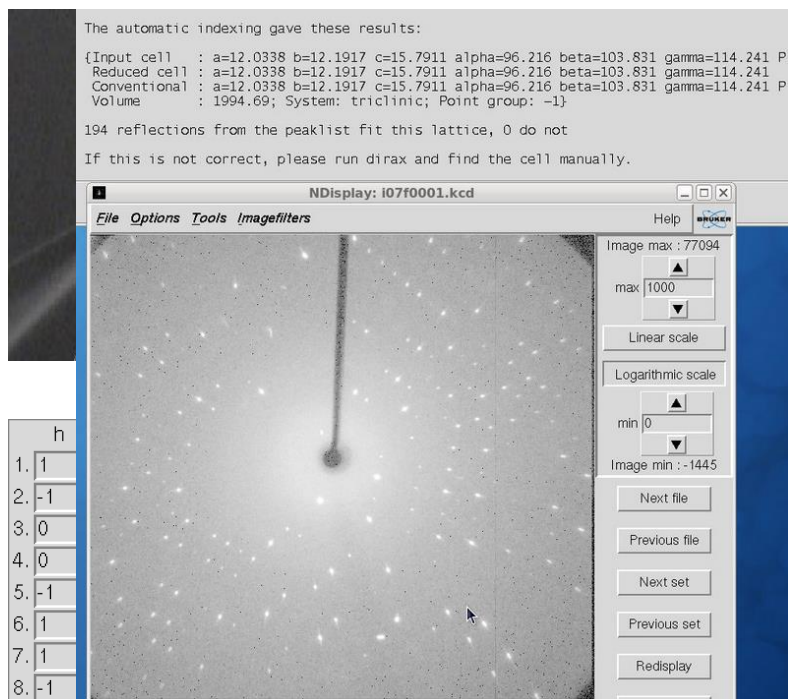 The automatic indexing gave these results:
{Input cell : a=12.0338 b=12.1917 c=15.7911 alpha=96.216 beta=103.831 gamma=114.241 P
Reduced cell : a=12.0338 b=12.1917 c=15.7911 alpha=96.216 beta=103.831 gamma=114.241
Conventional : a=12.0338 b=12.1917 c=15.7911 alpha=96.216 beta=103.831 gamma=114.241 P
Volume : 1994.69; System: triclinic; Point group: -1}
194 reflections from the peaklist fit this lattice, 0 do not
If this is not correct, please run dirax and find the cell manually.
NDisplay: i07f0001.kcd
File Options Tools Imagefilters Help BRUKER
Image max : 77094
max 1000
Linear scale
Logarithmic scale
min 0
Image min : -1445
Next file
Previous file
Next set
Previous set
Redisplay
h
1. 1
2. -1
3. 0
4. 0
5. -1
6. 1
7. 1
8. -1